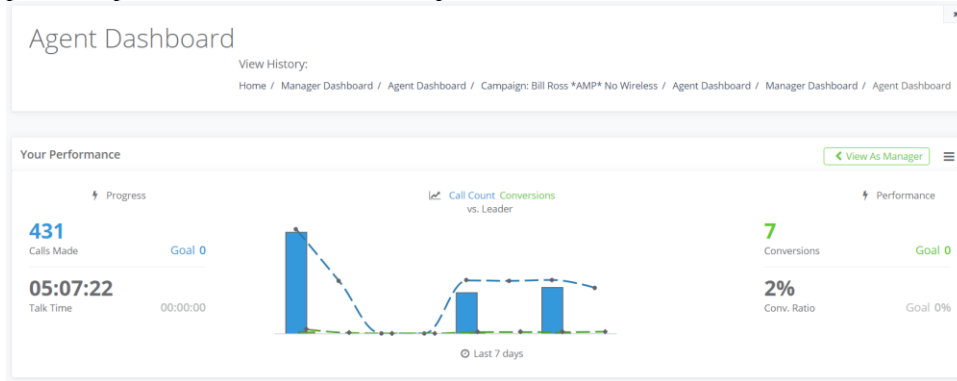 Agent Dashboard
View History:
Home / Manager Dashboard / Agent Dashboard / Campaign: Bill Ross *AMP* No Wireless / Agent Dashboard / Manager Dashboard / Agent Dashboard
Your Performance
View As Manager
Progress
431
Calls Made
Goal 0
05:07:22
Talk Time
00:00:00
Call Count Conversions
vs. Leader
Last 7 days
Performance
7
Conversions
Goal 0
2%
Conv. Ratio
Goal 0%